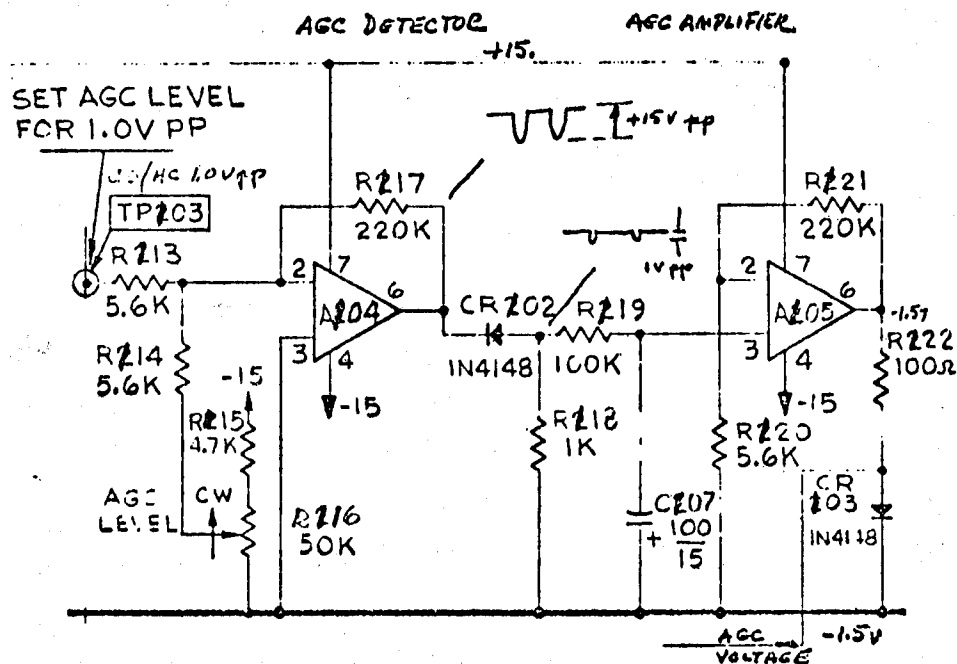 AGC DETECTOR
AGC AMPLIFIER
+15.
SET AGC LEVEL
FOR 1.0V PP
1.0V pp
TP203
R217
220K
+15V pp
R221
220K
R213
5.6K
2
7
6
A204
3
4
-15
1V pp
CR202
1N4148
R219
100K
2
7
6
A205
3
4
-15
-1.5V
R222
100Ω
R214
5.6K
-15
R215
4.7K
R218
1K
R220
5.6K
AGC
LEVEL
CW
R216
50K
C207
+ 100
15
CR
203
1N4148
AGC
VOLTAGE
-1.5V